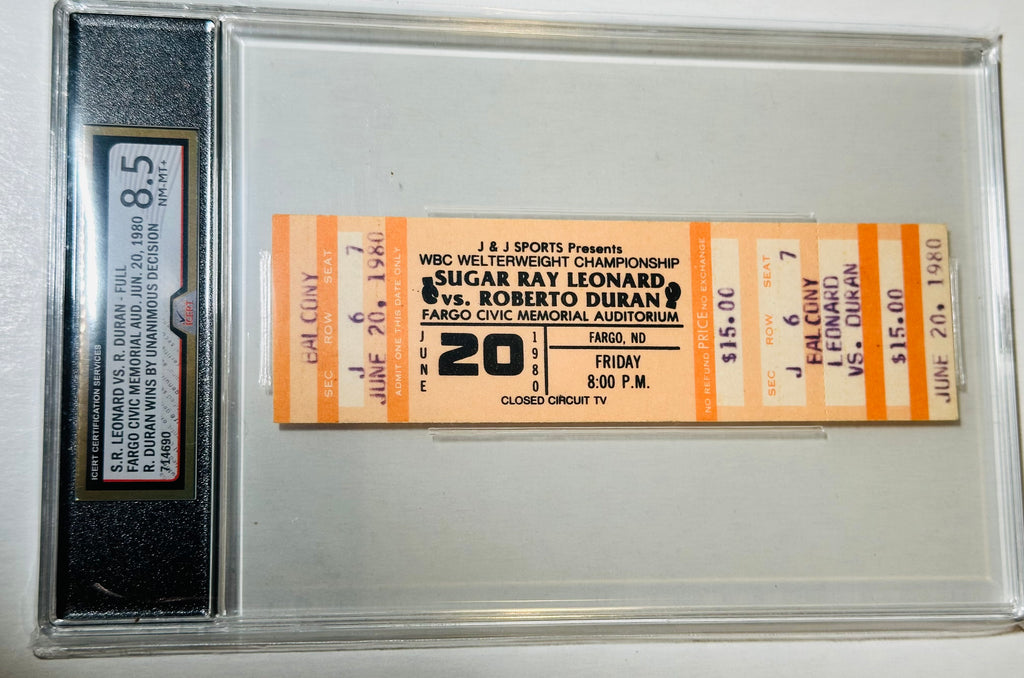 ICERT CERTIFICATION SERVICES
S.R. LEONARD VS. R. DURAN - FULL
FARGO CIVIC MEMORIAL AUD. JUN. 20, 1980
R. DURAN WINS BY UNANIMOUS DECISION
714690
8.5
NM-MT+
ICERT
BALCONY
SEC ROW SEAT
J 6 7
JUNE 20, 1980
ADMIT ONE THIS DATE ONLY
J & J SPORTS Presents
WBC WELTERWEIGHT CHAMPIONSHIP
SUGAR RAY LEONARD
vs. ROBERTO DURAN
FARGO CIVIC MEMORIAL AUDITORIUM
JUNE
20
1980
FARGO, ND
FRIDAY
8:00 P.M.
CLOSED CIRCUIT TV
NO REFUND PRICE NO EXCHANGE
$15.00
SEC ROW SEAT
J 6 7
BALCONY
LEONARD
VS. DURAN
$15.00
JUNE 20, 1980